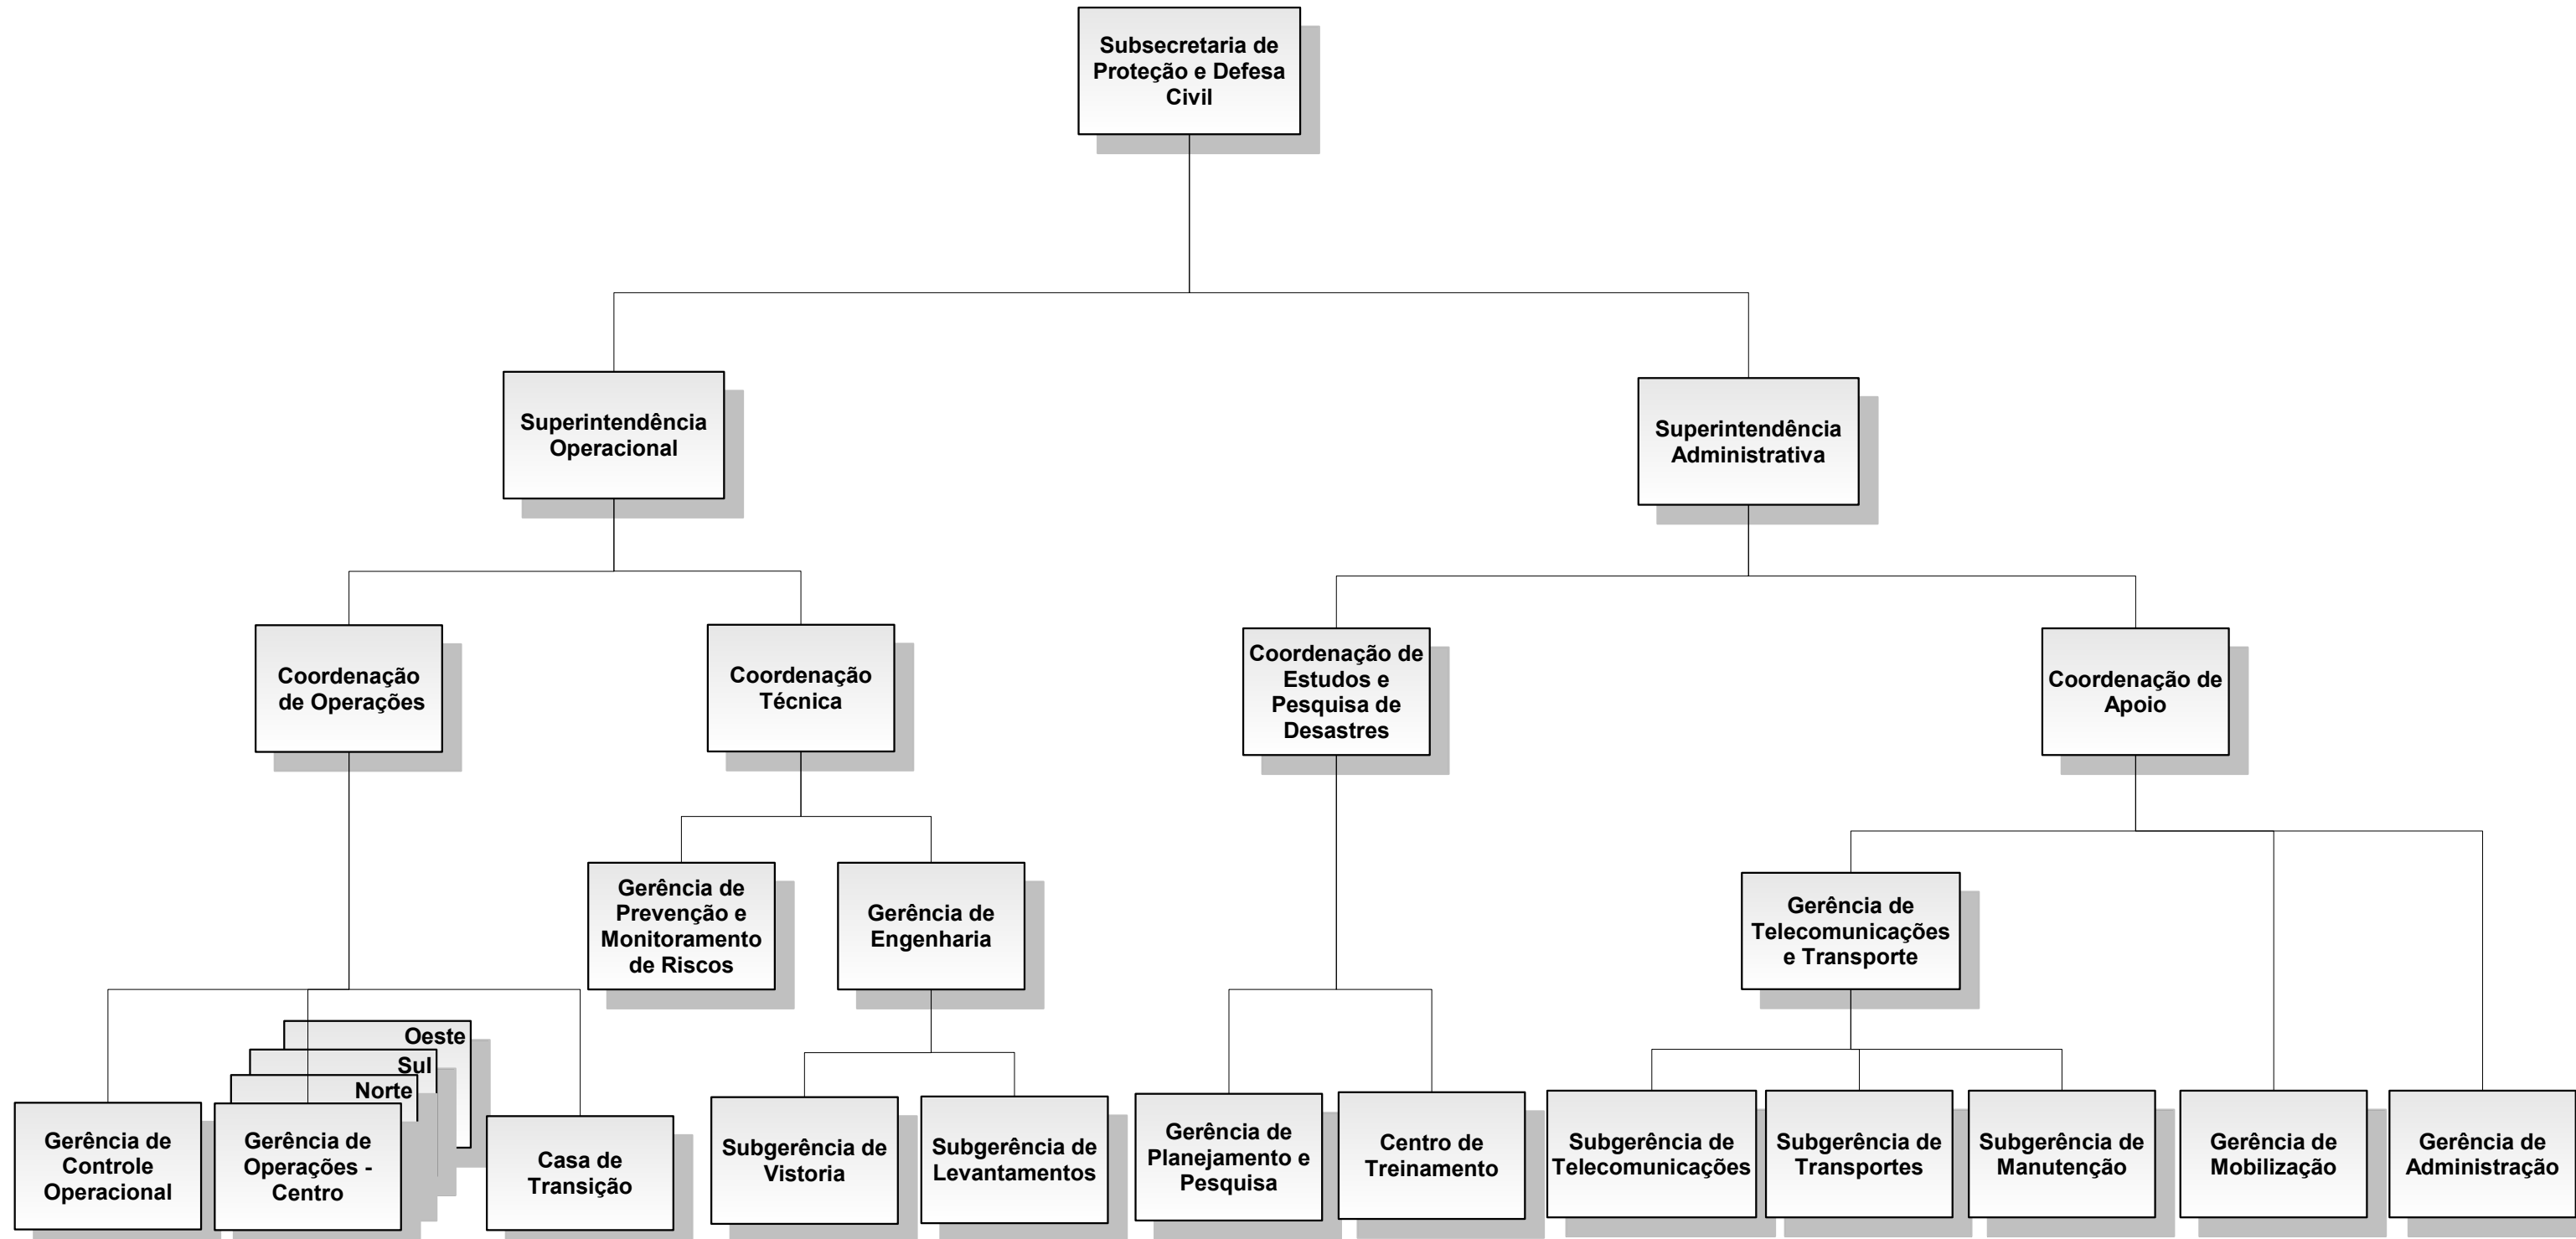 Subsecretaria de
Proteção e Defesa
Civil
Superintendência
Operacional
Superintendência
Administrativa
Coordenação
de Operações
Coordenação
Técnica
Coordenação de
Estudos e
Pesquisa de
Desastres
Coordenação de
Apoio
Gerência de
Prevenção e
Monitoramento
de Riscos
Gerência de
Engenharia
Gerência de
Telecomunicações
e Transporte
Oeste
Sul
Norte
Gerência de
Controle
Operacional
Gerência de
Operações -
Centro
Casa de
Transição
Subgerência de
Vistoria
Subgerência de
Levantamentos
Gerência de
Planejamento e
Pesquisa
Centro de
Treinamento
Subgerência de
Telecomunicações
Subgerência de
Transportes
Subgerência de
Manutenção
Gerência de
Mobilização
Gerência de
Administração